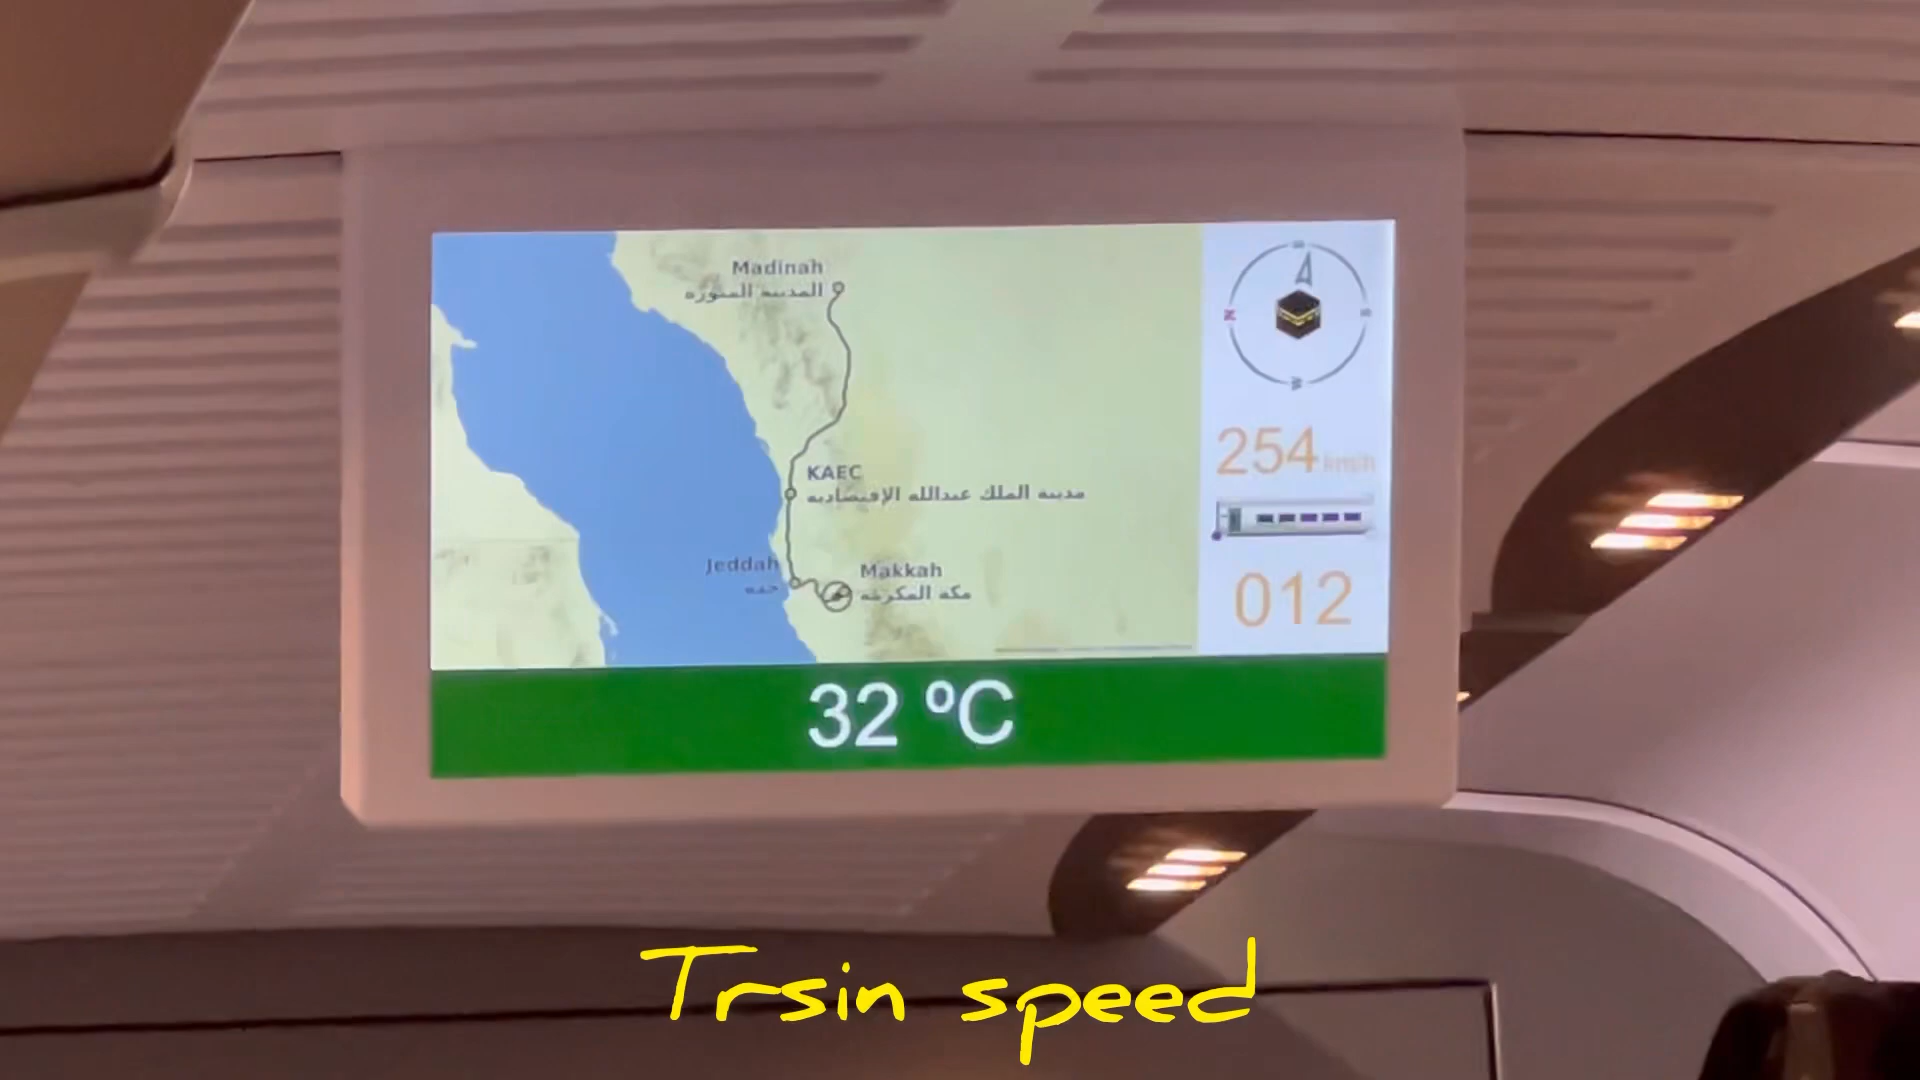 Madinah
المدينة المنورة
KAEC
مدينة الملك عبدالله الإقتصادية
Jeddah
جدة
Makkah
مكة المكرمة
N
254 km/h
012
32 ºC
Trsin speed